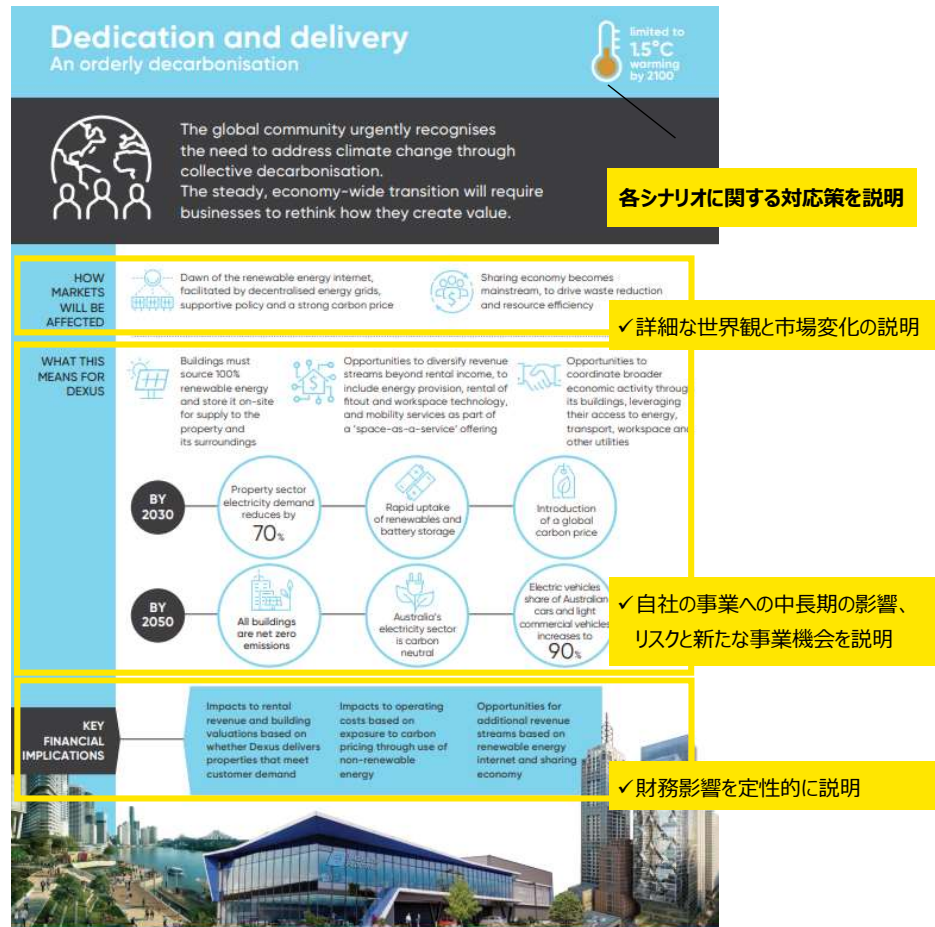 Dedication and delivery
An orderly decarbonisation
limited to
1.5°C
warming
by 2100
The global community urgently recognises
the need to address climate change through
collective decarbonisation.
The steady, economy-wide transition will require
businesses to rethink how they create value.
各シナリオに関する対応策を説明
HOW
MARKETS
WILL BE
AFFECTED
Dawn of the renewable energy internet,
facilitated by decentralised energy grids,
supportive policy and a strong carbon price
Sharing economy becomes
mainstream, to drive waste reduction
and resource efficiency
✓詳細な世界観と市場変化の説明
WHAT THIS
MEANS FOR
DEXUS
Buildings must
source 100%
renewable energy
and store it on-site
for supply to the
property and
its surroundings
Opportunities to diversify revenue
streams beyond rental income, to
include energy provision, rental of
fitout and workspace technology,
and mobility services as part of
a ‘space-as-a-service’ offering
Opportunities to
coordinate broader
economic activity throug
its buildings, leveraging
their access to energy,
transport, workspace an
other utilities
BY
2030
Property sector
electricity demand
reduces by
70%
Rapid uptake
of renewables and
battery storage
Introduction
of a global
carbon price
BY
2050
All buildings
are net zero
emissions
Australia's
electricity sector
is carbon
neutral
Electric vehicles
share of Australian
cars and light
commercial vehicles
increases to
90%
✓自社の事業への中長期の影響、
リスクと新たな事業機会を説明
KEY
FINANCIAL
IMPLICATIONS
Impacts to rental
revenue and building
valuations based on
whether Dexus delivers
properties that meet
customer demand
Impacts to operating
costs based on
exposure to carbon
pricing through use of
non-renewable
energy
Opportunities for
additional revenue
streams based on
renewable energy
internet and sharing
economy
✓財務影響を定性的に説明